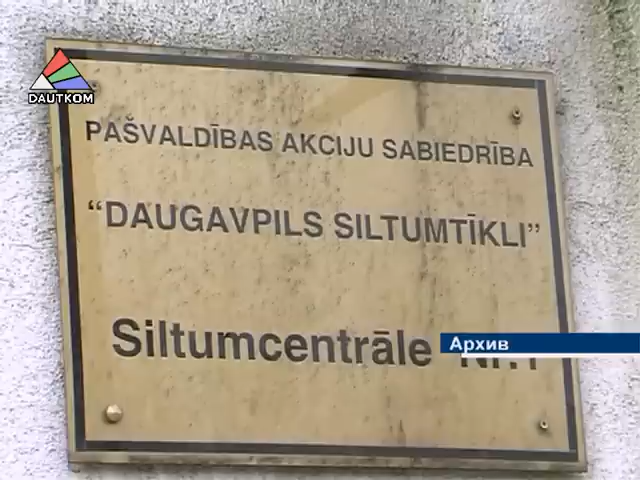 DAUTKOM
PAŠVALDĪBAS AKCIJU SABIEDRĪBA
“DAUGAVPILS SILTUMTĪKLI”
Siltumcentrāle
Архив